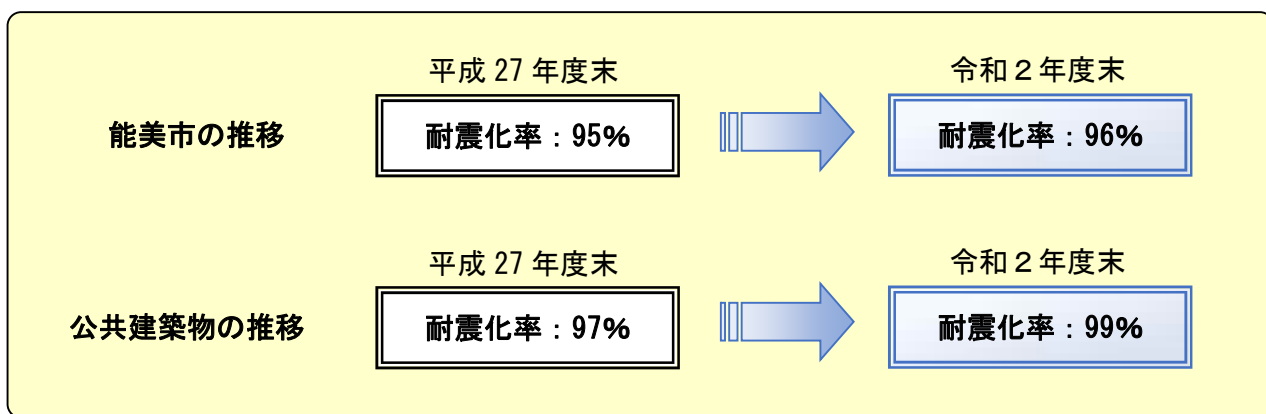 平成 27 年度末
令和２年度末
能美市の推移
耐震化率：95%
耐震化率：96%
平成 27 年度末
令和２年度末
公共建築物の推移
耐震化率：97%
耐震化率：99%